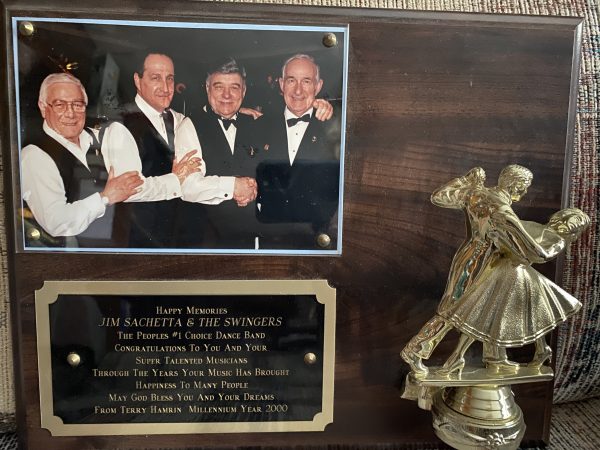 Happy Memories
JIM SACHETTA & THE SWINGERS
The Peoples #1 Choice Dance Band
Congratulations To You And Your
Supr Talented Musicians
Through The Years Your Music Has Brought
Happiness To Many People
May God Bless You And Your Dreams
From Terry Hamrin Millennium Year 2000